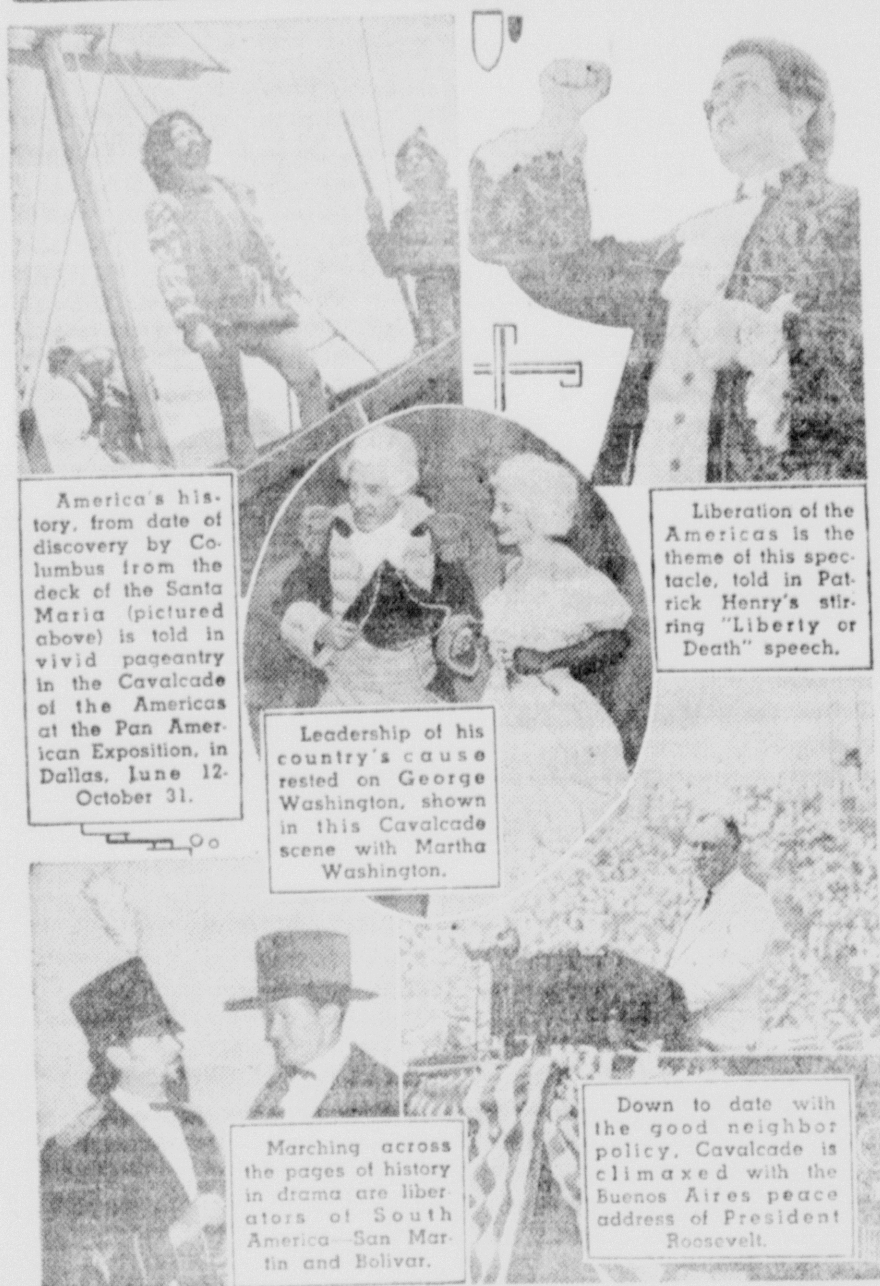 America's his-
tory, from date of
discovery by Co-
lumbus from the
deck of the Santa
Maria (pictured
above) is told in
vivid pageantry
in the Cavalcade
of the Americas
at the Pan Amer-
ican Exposition, in
Dallas, June 12-
October 31.
Liberation of the
Americas is the
theme of this spec-
tacle, told in Pat-
rick Henry's stir-
ring "Liberty or
Death" speech.
Leadership of his
country's cause
rested on George
Washington, shown
in this Cavalcade
scene with Martha
Washington.
Marching across
the pages of history
in drama are liber-
ators of South
America—San Mar-
tin and Bolivar.
Down to date with
the good neighbor
policy, Cavalcade is
climaxed with the
Buenos Aires peace
address of President
Roosevelt.